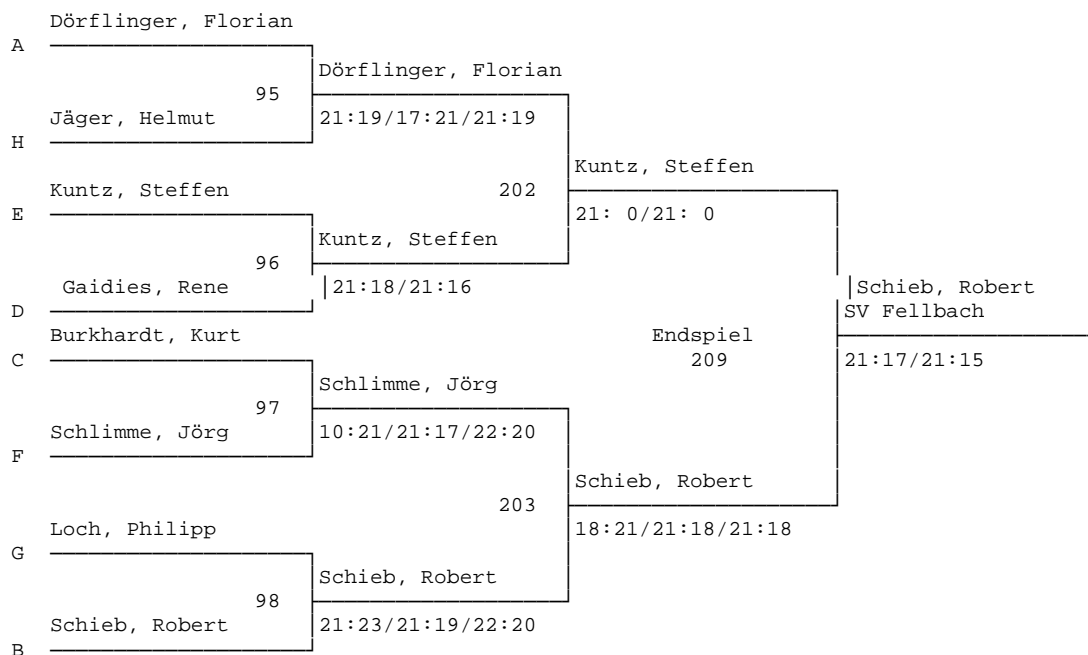 Dörflinger, Florian
A
Dörflinger, Florian
95
Jäger, Helmut 21:19/17:21/21:19
H
Kuntz, Steffen
Kuntz, Steffen 202
E 21: 0/21: 0
Kuntz, Steffen
96
Gaidies, Rene 21:18/21:16 Schieb, Robert
D SV Fellbach
Burkhardt, Kurt Endspiel
C 209 21:17/21:15
Schlimme, Jörg
97
Schlimme, Jörg 10:21/21:17/22:20
F
Schieb, Robert
203
Loch, Philipp 18:21/21:18/21:18
G
Schieb, Robert
98
Schieb, Robert 21:23/21:19/22:20
B